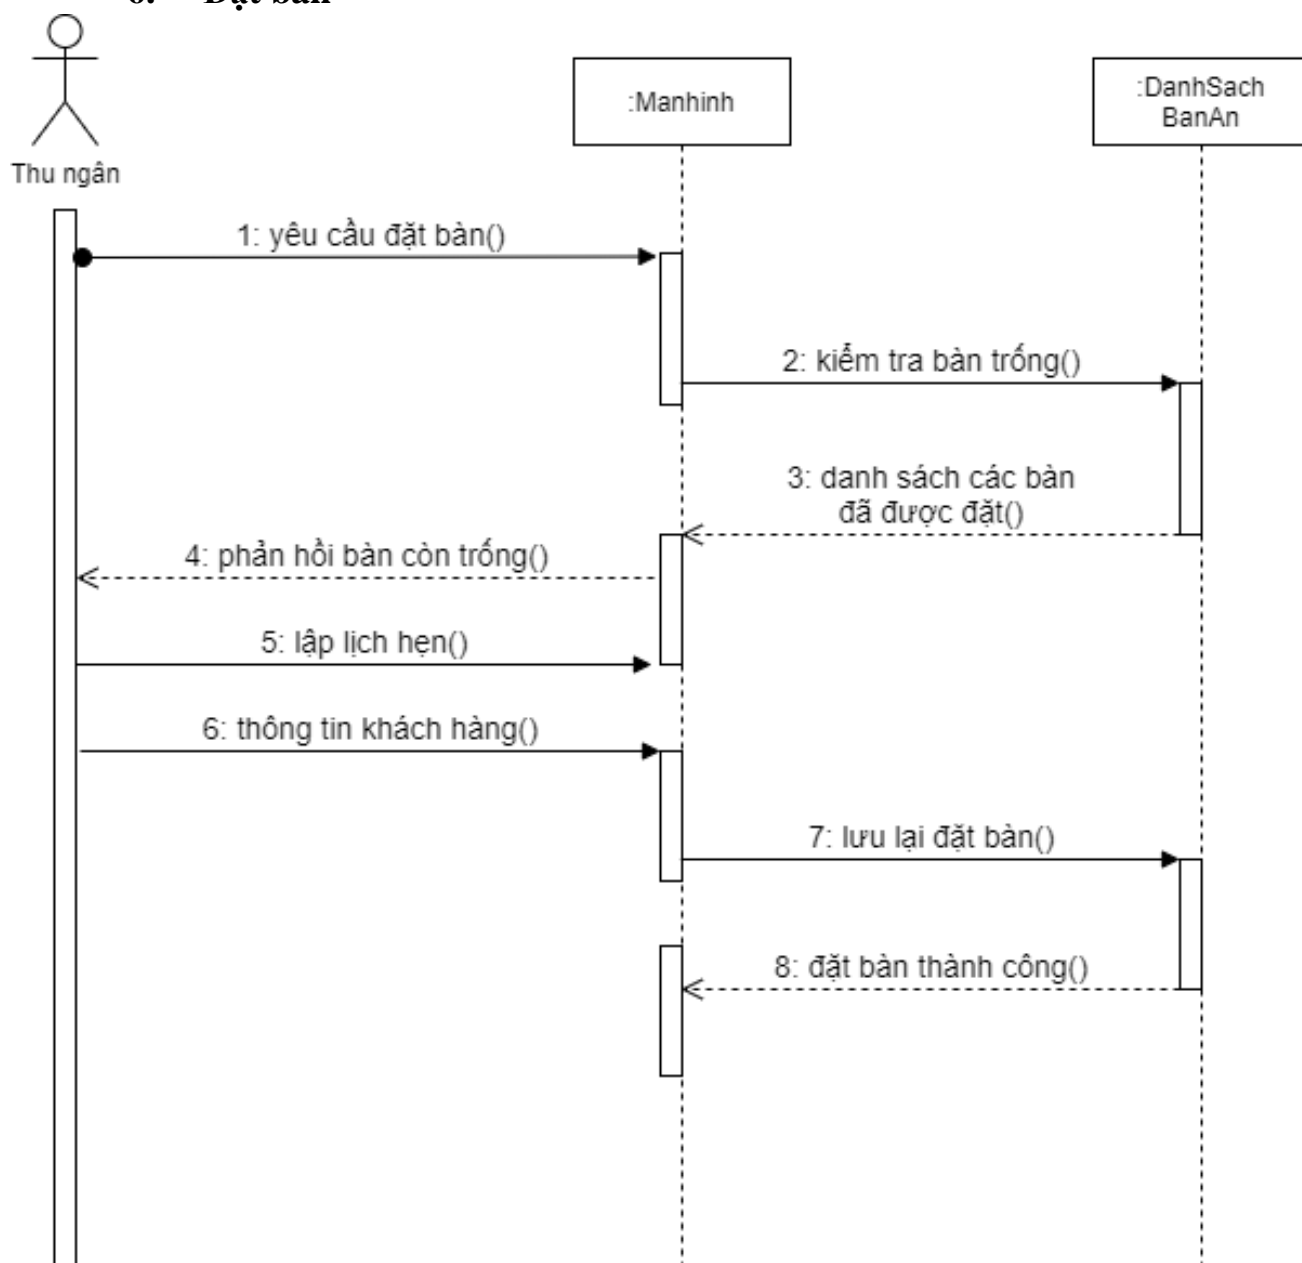 Đặt bàn
:Manhinh
:DanhSach
BanAn
Thu ngân
1: yêu cầu đặt bàn()
2: kiểm tra bàn trống()
3: danh sách các bàn
đã được đặt()
4: phản hồi bàn còn trống()
5: lập lịch hẹn()
6: thông tin khách hàng()
7: lưu lại đặt bàn()
8: đặt bàn thành công()